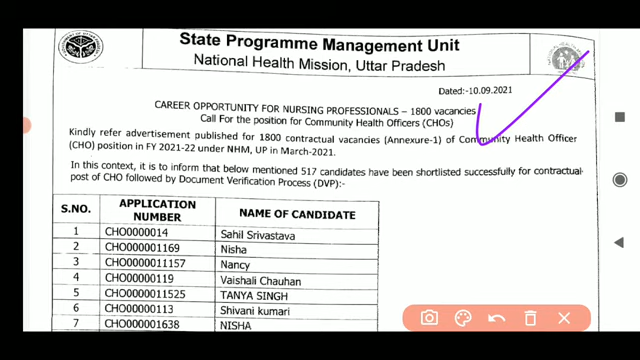 State Programme Management Unit
National Health Mission, Uttar Pradesh
Dated:-10.09.2021
CAREER OPPORTUNITY FOR NURSING PROFESSIONALS – 1800 vacancies
Call For the position for Community Health Officers (CHOs)
Kindly refer advertisement published for 1800 contractual vacancies (Annexure-1) of Community Health Officer
(CHO) position in FY 2021-22 under NHM, UP in March-2021.
In this context, it is to inform that below mentioned 517 candidates have been shortlisted successfully for contractual
post of CHO followed by Document Verification Process (DVP):-
S.NO. APPLICATION NUMBER NAME OF CANDIDATE
1 CHO0000014 Sahil Srivastava
2 CHO000001169 Nisha
3 CHO0000011157 Nancy
4 CHO00000119 Vaishali Chauhan
5 CHO0000011525 TANYA SINGH
6 CHO00000113 Shivani kumari
7 CHO000001638 NISHA